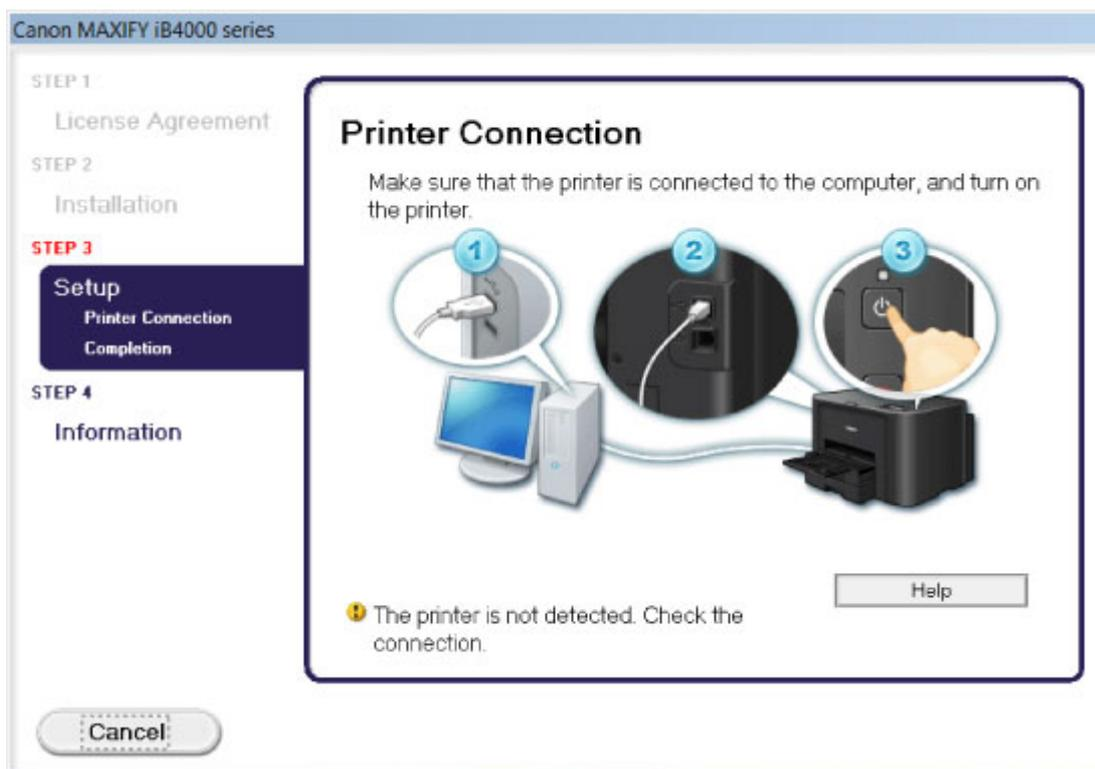 Canon MAXIFY iB4000 series
STEP 1
License Agreement
STEP 2
Installation
STEP 3
Setup
Printer Connection
Completion
STEP 4
Information
Printer Connection
Make sure that the printer is connected to the computer, and turn on
the printer.
1
2
3
Help
The printer is not detected. Check the
connection.
Cancel